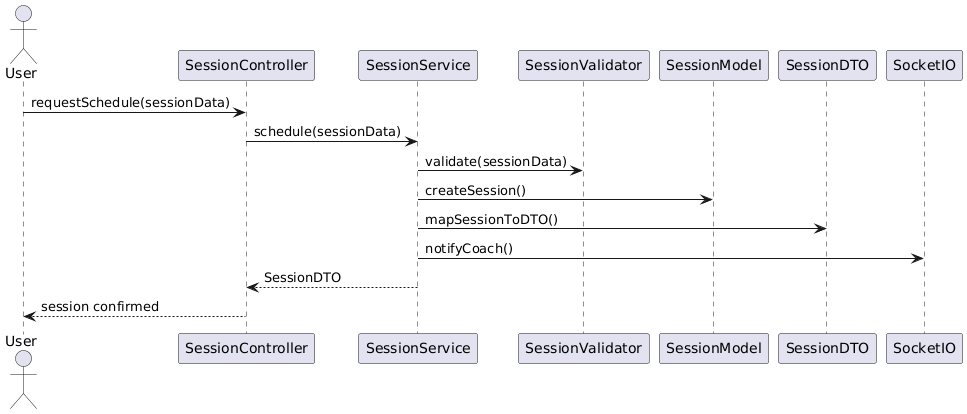 User
SessionController
SessionService
SessionValidator
SessionModel
SessionDTO
SocketIO
requestSchedule(sessionData)
schedule(sessionData)
validate(sessionData)
createSession()
mapSessionToDTO()
notifyCoach()
SessionDTO
session confirmed
User
SessionController
SessionService
SessionValidator
SessionModel
SessionDTO
SocketIO